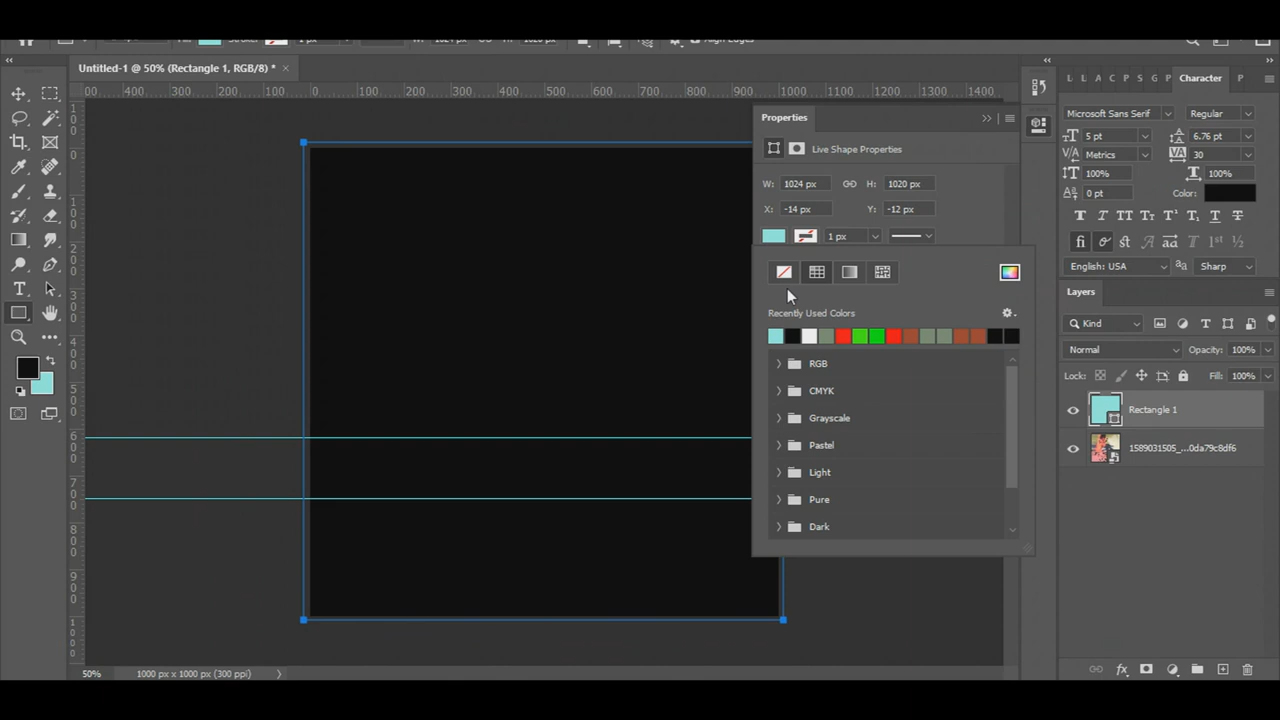 Untitled-1 @ 50% (Rectangle 1, RGB/8) *
Align Edges
00 400 300 200 100 0 100 200 300 400 500 600 700 800 900 1000 1100 1200 1300 1400
Properties
Live Shape Properties
W: 1024 px H: 1020 px
X: -14 px Y: -12 px
1 px
Recently Used Colors
RGB
CMYK
Grayscale
Pastel
Light
Pure
Dark
L L A C P S G P Character P
Microsoft Sans Serif Regular
5 pt 6.76 pt
Metrics 30
100% 100%
0 pt Color:
English: USA Sharp
Layers
Kind
Normal Opacity: 100%
Lock: Fill: 100%
Rectangle 1
1589031505_...0da79c8df6
50% 1000 px x 1000 px (300 ppi)